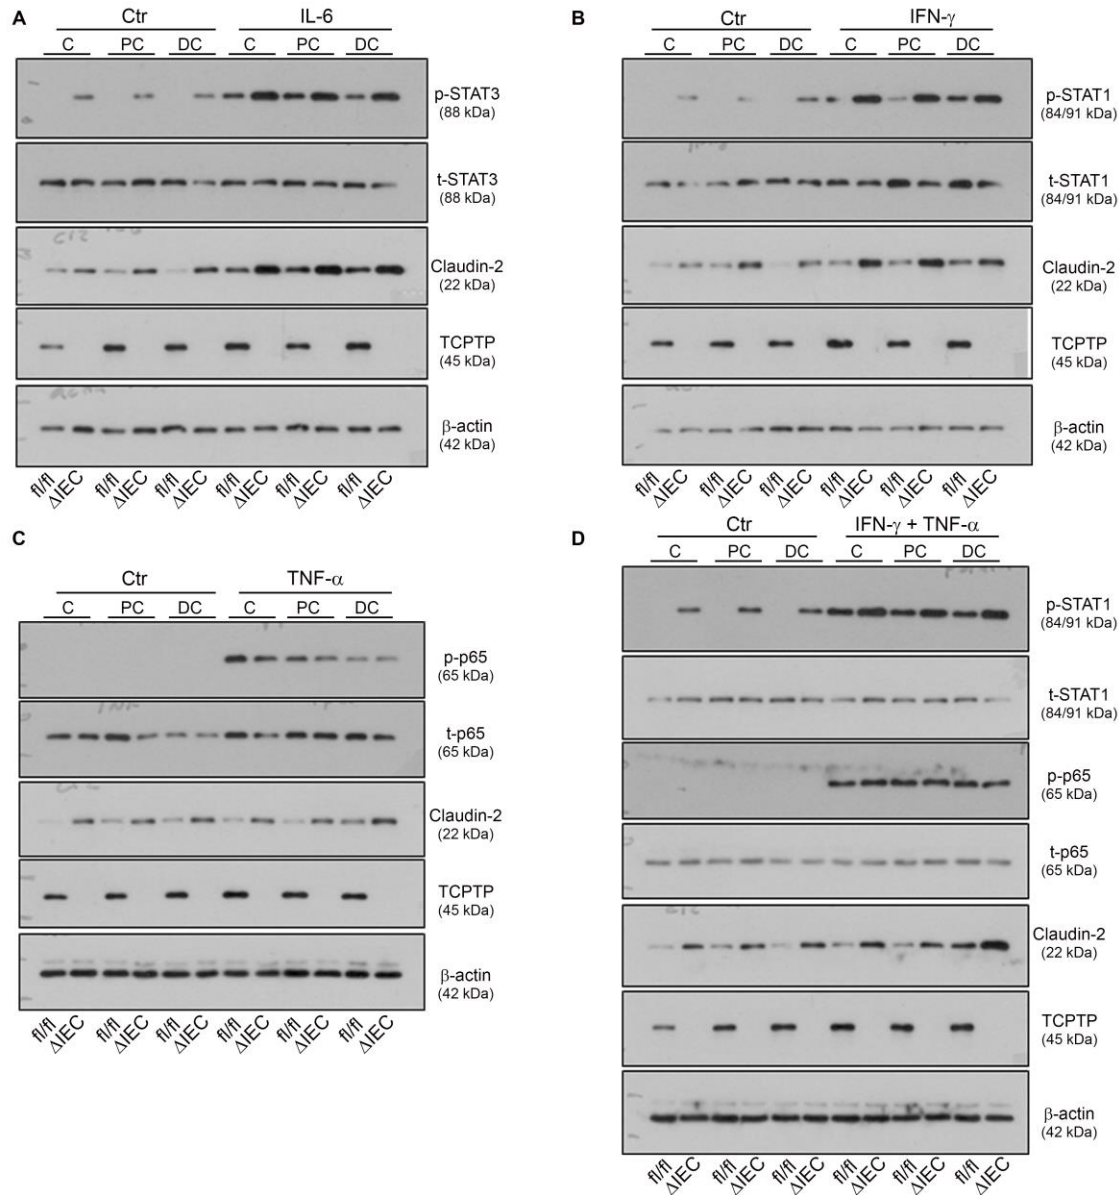 A
Ctr IL-6
C PC DC C PC DC
p-STAT3
(88 kDa)
t-STAT3
(88 kDa)
Claudin-2
(22 kDa)
TCPTP
(45 kDa)
β-actin
(42 kDa)
fl/fl ΔIEC fl/fl ΔIEC fl/fl ΔIEC fl/fl ΔIEC fl/fl ΔIEC fl/fl ΔIEC
B
Ctr IFN-γ
C PC DC C PC DC
p-STAT1
(84/91 kDa)
t-STAT1
(84/91 kDa)
Claudin-2
(22 kDa)
TCPTP
(45 kDa)
β-actin
(42 kDa)
fl/fl ΔIEC fl/fl ΔIEC fl/fl ΔIEC fl/fl ΔIEC fl/fl ΔIEC fl/fl ΔIEC
C
Ctr TNF-α
C PC DC C PC DC
p-p65
(65 kDa)
t-p65
(65 kDa)
Claudin-2
(22 kDa)
TCPTP
(45 kDa)
β-actin
(42 kDa)
fl/fl ΔIEC fl/fl ΔIEC fl/fl ΔIEC fl/fl ΔIEC fl/fl ΔIEC fl/fl ΔIEC
D
Ctr IFN-γ + TNF-α
C PC DC C PC DC
p-STAT1
(84/91 kDa)
t-STAT1
(84/91 kDa)
p-p65
(65 kDa)
t-p65
(65 kDa)
Claudin-2
(22 kDa)
TCPTP
(45 kDa)
β-actin
(42 kDa)
fl/fl ΔIEC fl/fl ΔIEC fl/fl ΔIEC fl/fl ΔIEC fl/fl ΔIEC fl/fl ΔIEC